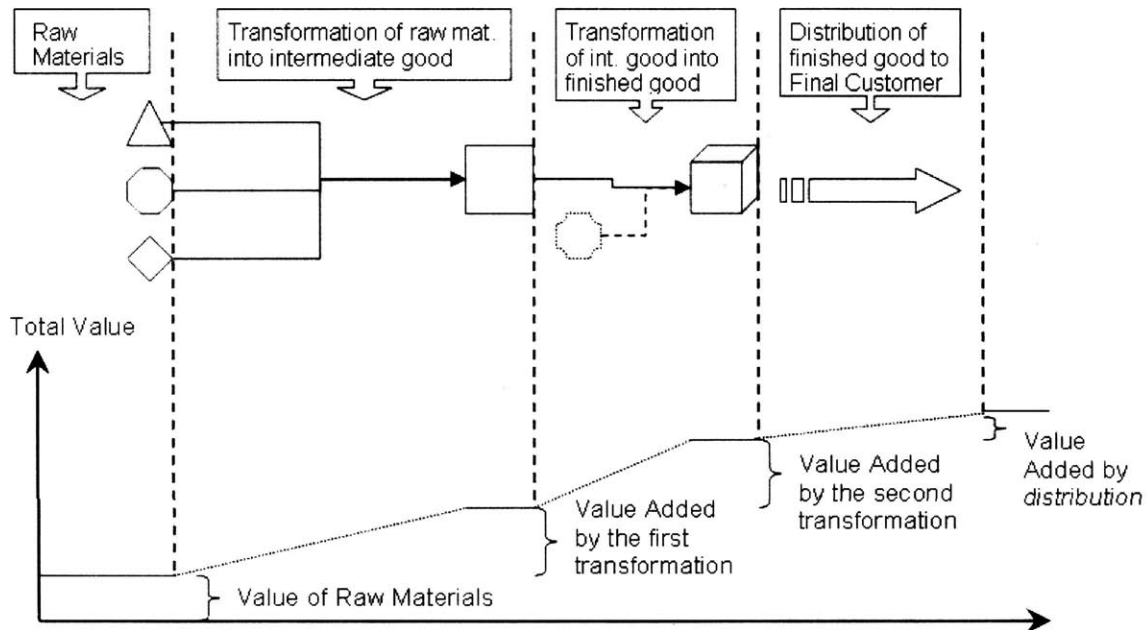 Raw
Materials
Transformation of raw mat.
into intermediate good
Transformation
of int. good into
finished good
Distribution of
finished good to
Final Customer
Total Value
Value of Raw Materials
Value Added
by the first
transformation
Value Added
by the second
transformation
Value
Added by
distribution